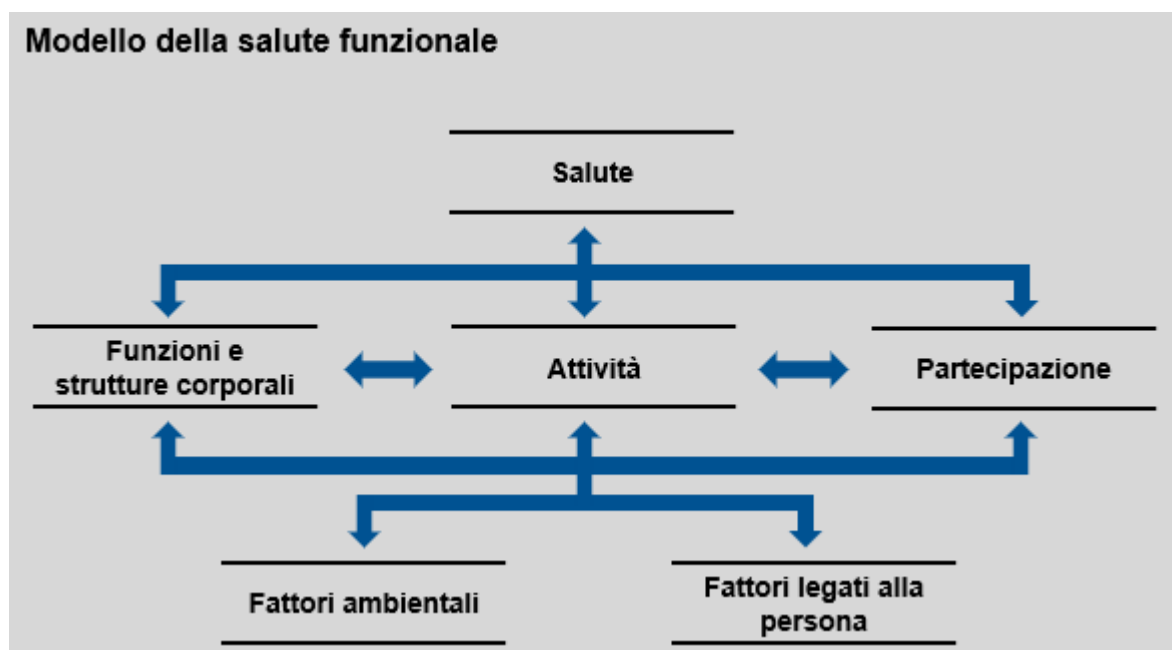 Modello della salute funzionale
Salute
Funzioni e
strutture corporali
Attività
Partecipazione
Fattori ambientali
Fattori legati alla
persona